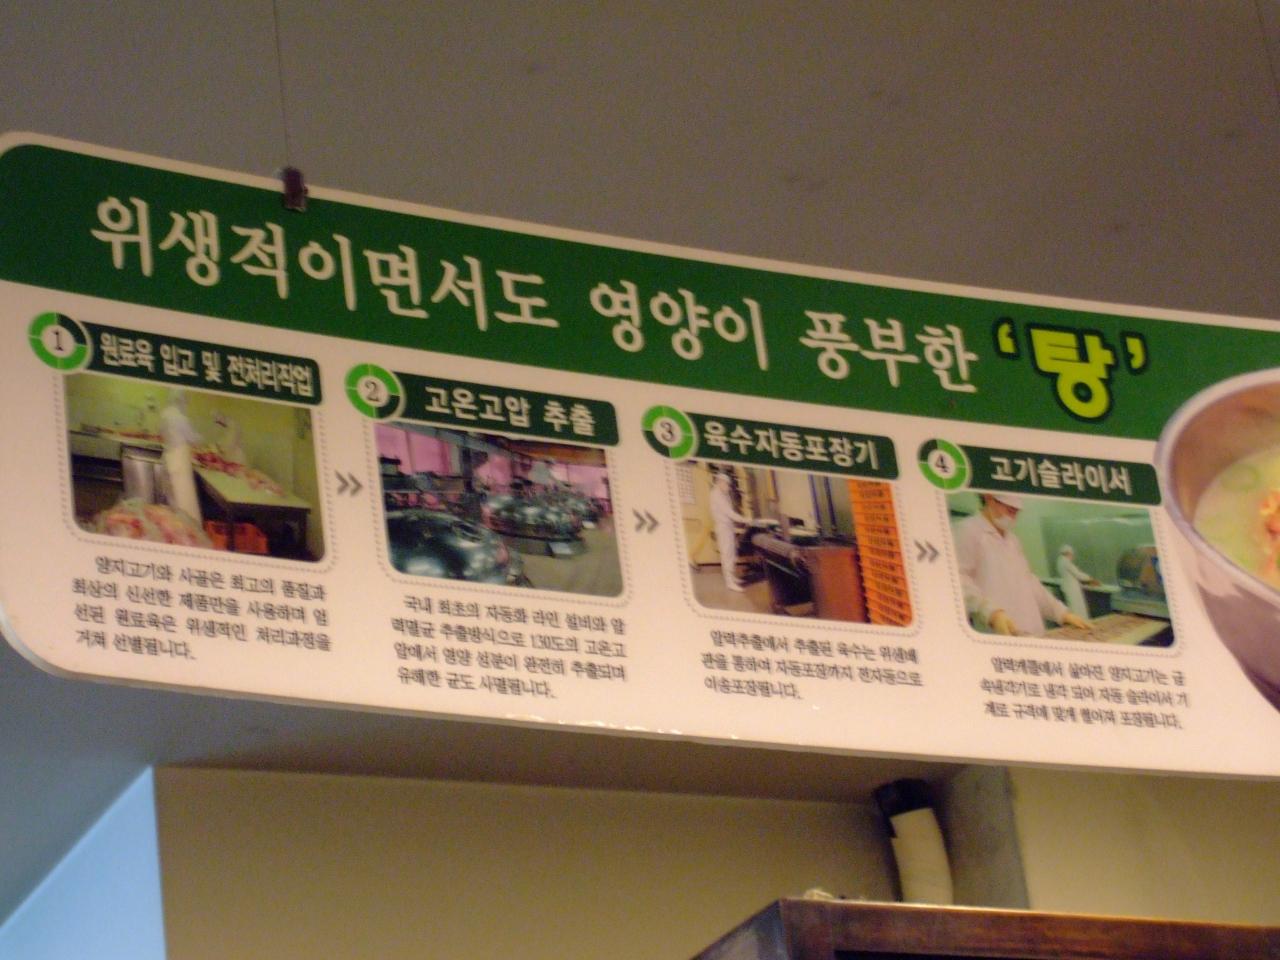 위생적이면서도 영양이 풍부한 '탕'
1 원료육 입고 및 전처리작업
양지고기와 사골은 최고의 품질과
최상의 신선한 제품만을 사용하며 엄
선된 원료육은 위생적인 처리과정을
거쳐 선별됩니다.
2 고온고압 추출
국내 최초의 자동화 라인 설비와 압
력멸균 추출방식으로 130도의 고온고
압에서 영양 성분이 완전히 추출되며
유해한 균도 사멸됩니다.
3 육수자동포장기
압력추출에서 추출된 육수는 위생배
관을 통하여 자동포장까지 전자동으로
이송포장됩니다.
4 고기슬라이서
압력케틀에서 삶아진 양지고기는 급
속냉각기로 냉각 되어 자동 슬라이서 기
계로 규격에 맞게 썰어져 포장됩니다.